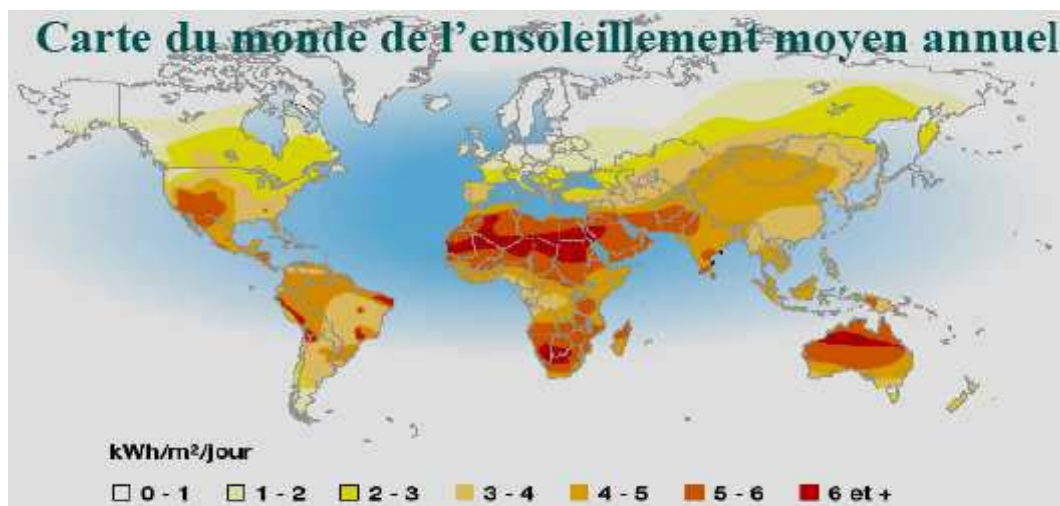 Carte du monde de l'ensoleillement moyen annuel
kWh/m²/jour
0 - 1 1 - 2 2 - 3 3 - 4 4 - 5 5 - 6 6 et +